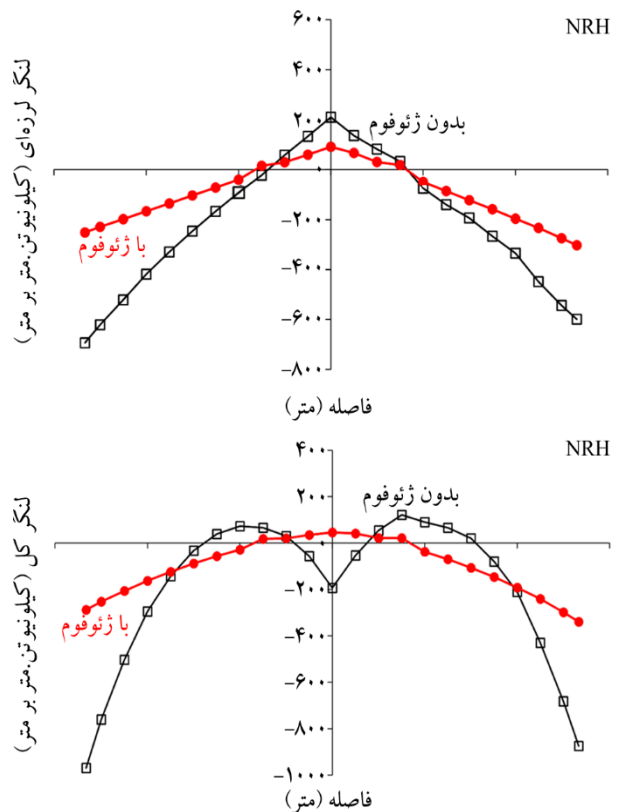 NRH
۶۰۰
۴۰۰
۲۰۰
۰
−۲۰۰
−۴۰۰
−۶۰۰
−۸۰۰
بدون ژئوفوم
با ژئوفوم
لنگر لرزه‌ای (کیلونیوتن.متر بر متر)
فاصله (متر)
NRH
۴۰۰
۲۰۰
۰
−۲۰۰
−۴۰۰
−۶۰۰
−۸۰۰
−۱۰۰۰
بدون ژئوفوم
با ژئوفوم
لنگر کل (کیلونیوتن.متر بر متر)
فاصله (متر)